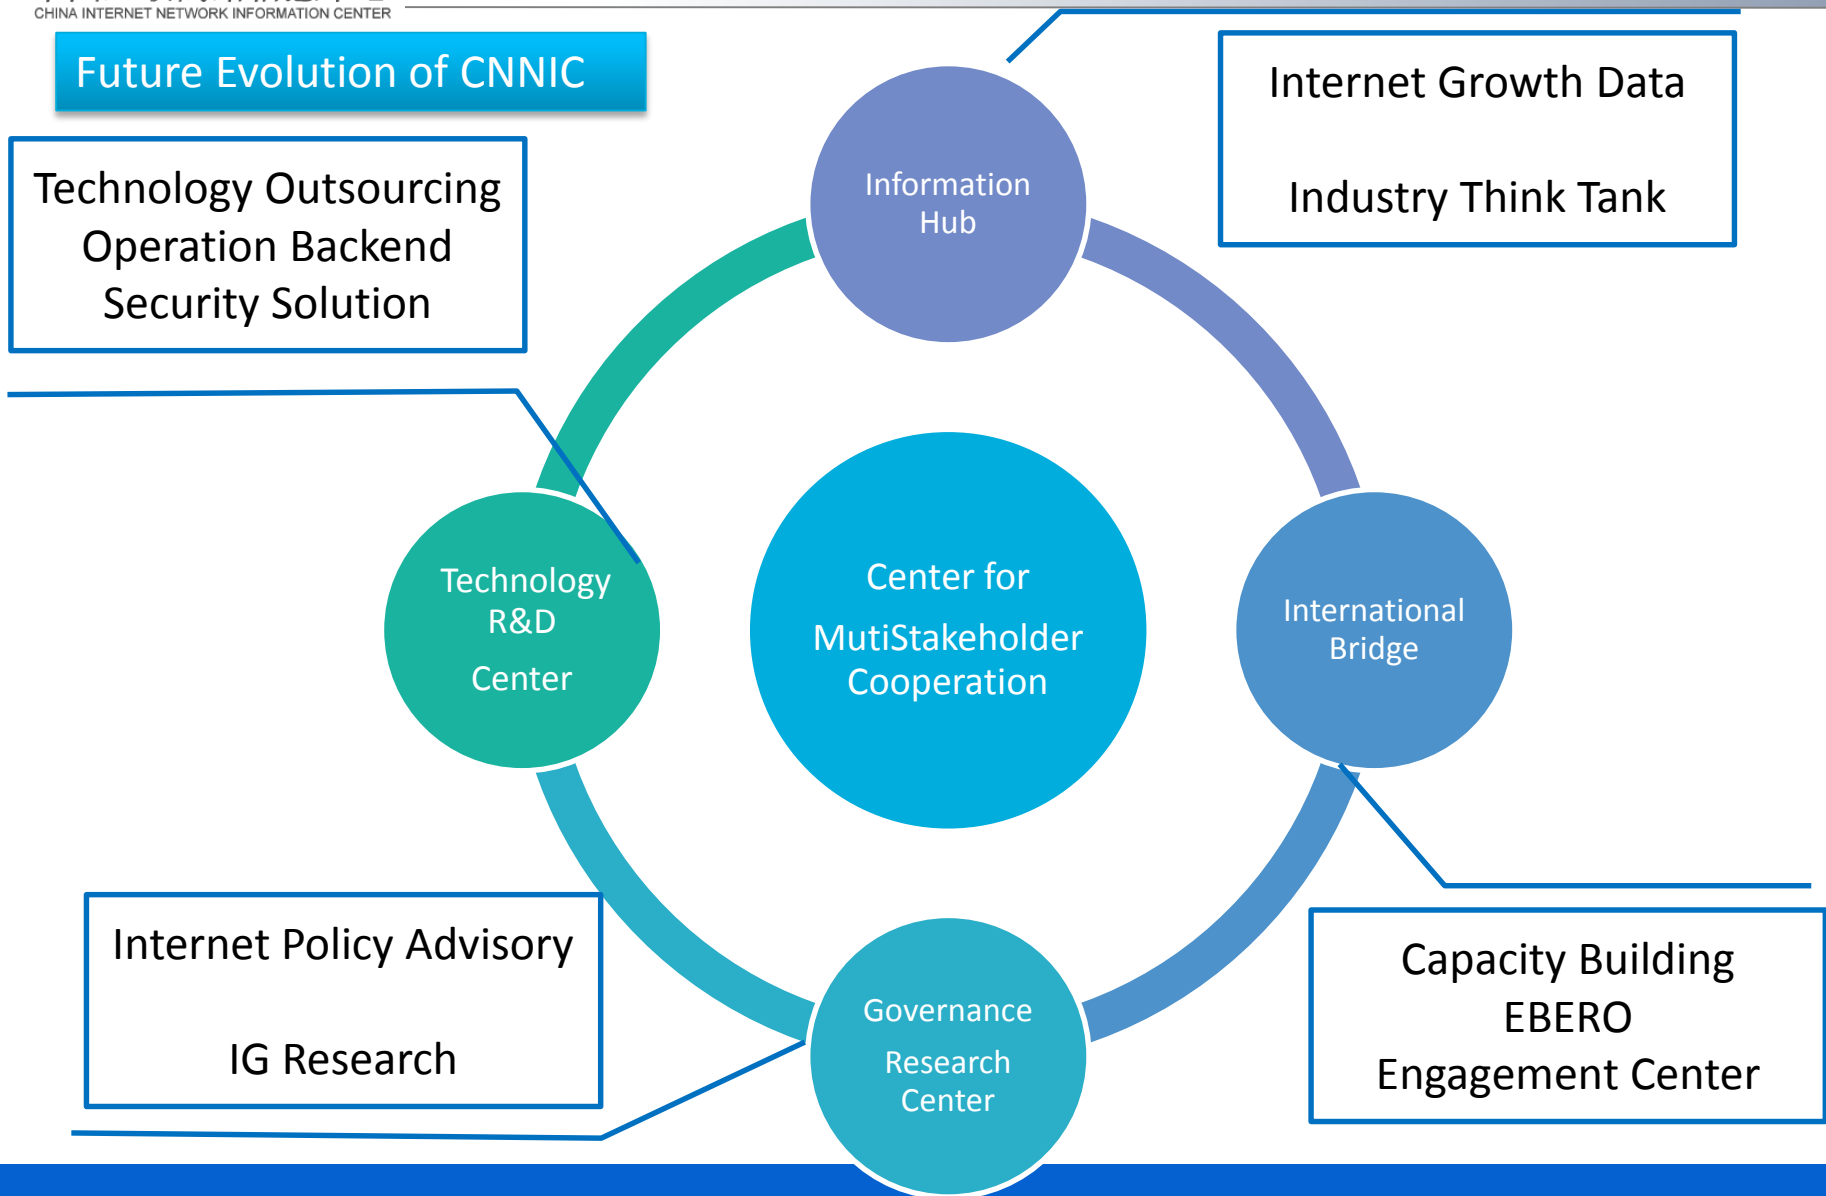 CHINA INTERNET NETWORK INFORMATION CENTER
Future Evolution of CNNIC
Technology Outsourcing
Operation Backend
Security Solution
Information
Hub
Internet Growth Data
Industry Think Tank
Technology
R&D
Center
Center for
MutiStakeholder
Cooperation
International
Bridge
Internet Policy Advisory
IG Research
Governance
Research
Center
Capacity Building
EBERO
Engagement Center